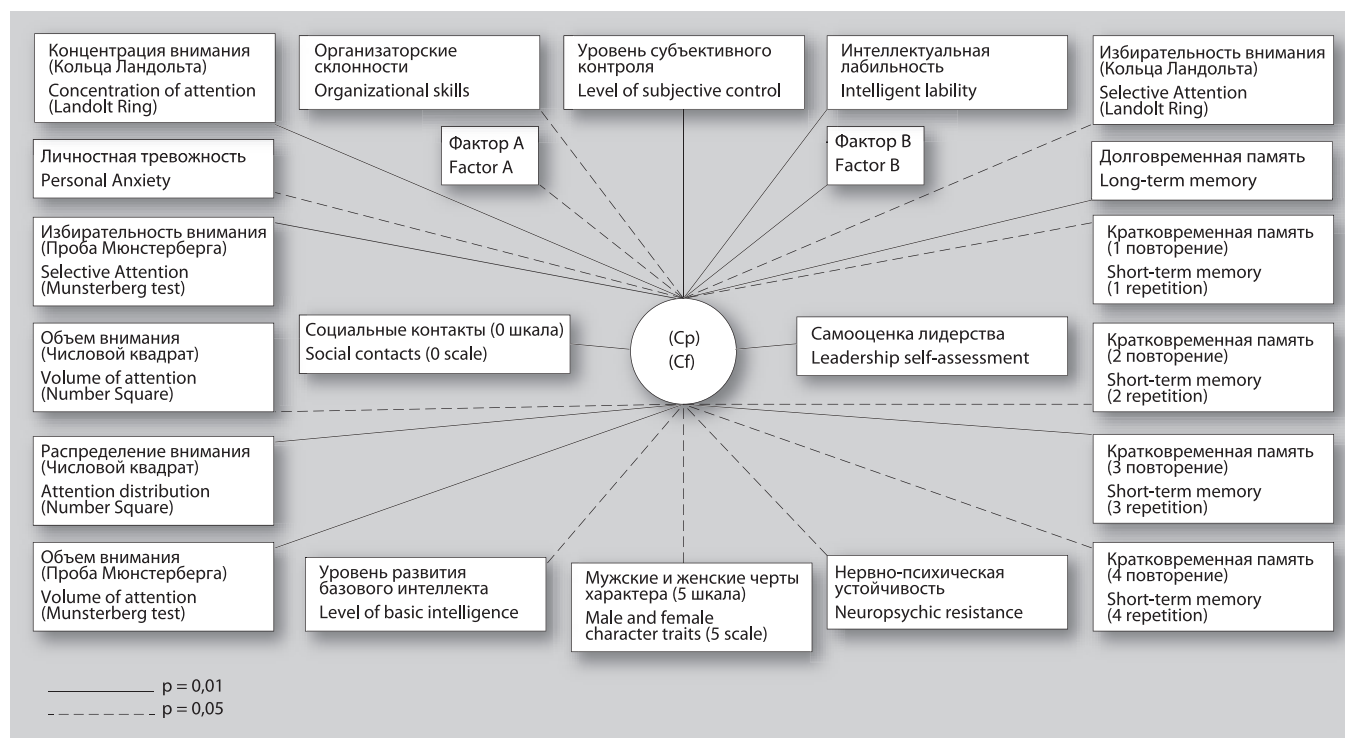 Концентрация внимания
(Кольца Ландольта)
Concentration of attention
(Landolt Ring)
Организаторские
склонности
Organizational skills
Уровень субъективного
контроля
Level of subjective control
Интеллектуальная
лабильность
Intelligent lability
Избирательность внимания
(Кольца Ландольта)
Selective Attention
(Landolt Ring)
Личностная тревожность
Personal Anxiety
Фактор А
Factor A
Фактор В
Factor B
Долговременная память
Long-term memory
Избирательность внимания
(Проба Мюнстерберга)
Selective Attention
(Munsterberg test)
Кратковременная память
(1 повторение)
Short-term memory
(1 repetition)
Объем внимания
(Числовой квадрат)
Volume of attention
(Number Square)
Социальные контакты (0 шкала)
Social contacts (0 scale)
(Ср)
(Cf)
Самооценка лидерства
Leadership self-assessment
Кратковременная память
(2 повторение)
Short-term memory
(2 repetition)
Распределение внимания
(Числовой квадрат)
Attention distribution
(Number Square)
Кратковременная память
(3 повторение)
Short-term memory
(3 repetition)
Объем внимания
(Проба Мюнстерберга)
Volume of attention
(Munsterberg test)
Уровень развития
базового интеллекта
Level of basic intelligence
Мужские и женские черты
характера (5 шкала)
Male and female
character traits (5 scale)
Нервно-психическая
устойчивость
Neuropsychic resistance
Кратковременная память
(4 повторение)
Short-term memory
(4 repetition)
p = 0,01
p = 0,05